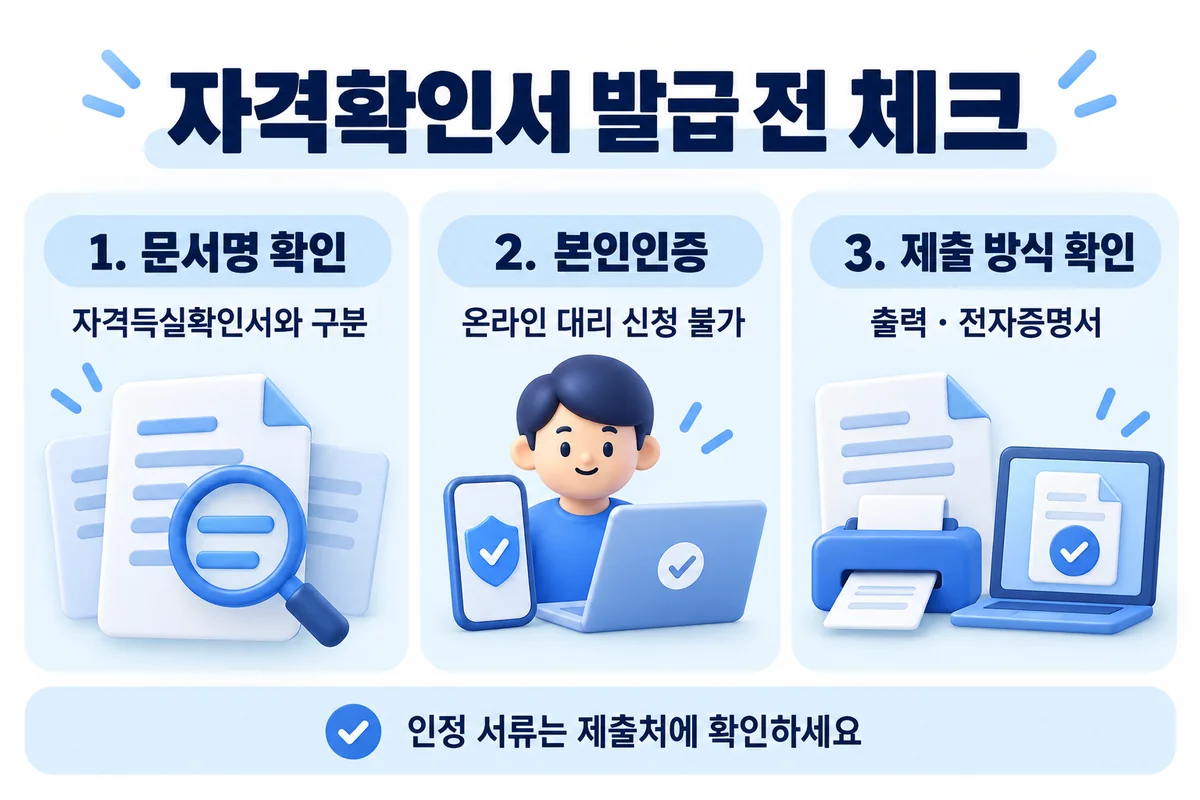 자격확인서 발급 전 체크
1. 문서명 확인
자격득실확인서와 구분
2. 본인인증
온라인 대리 신청 불가
3. 제출 방식 확인
출력 · 전자증명서
인정 서류는 제출처에 확인하세요